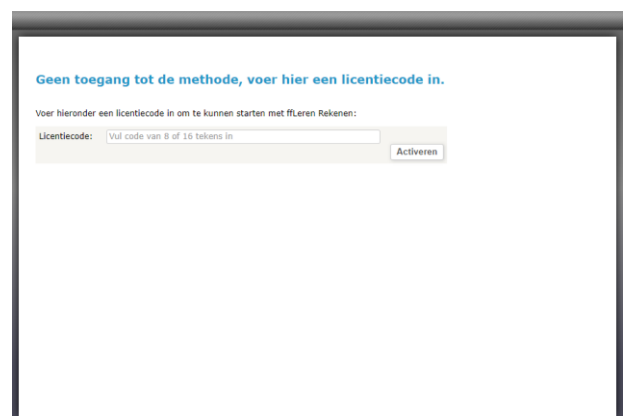 Geen toegang tot de methode, voer hier een licentiecode in.
Voer hieronder een licentiecode in om te kunnen starten met ffLeren Rekenen:
Licentiecode: Vul code van 8 of 16 tekens in
Activeren